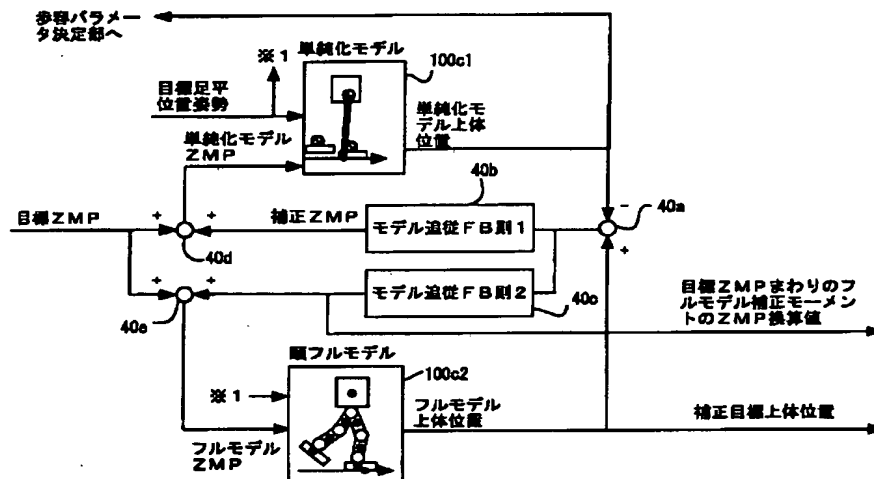 歩容パラメー
タ決定部へ
※1
単純化モデル
100c1
目標足平
位置姿勢
単純化モデル
ZMP
単純化モ
デル上体
位置
40b
目標ZMP
+
+
40d
補正ZMP
モデル追従FB則1
-
40a
+
+
+
40e
モデル追従FB則2
40c
目標ZMPまわりのフ
ルモデル補正モーメン
トのZMP換算値
順フルモデル
100c2
※1
フルモデル
ZMP
フルモデル
上体位置
補正目標上体位置